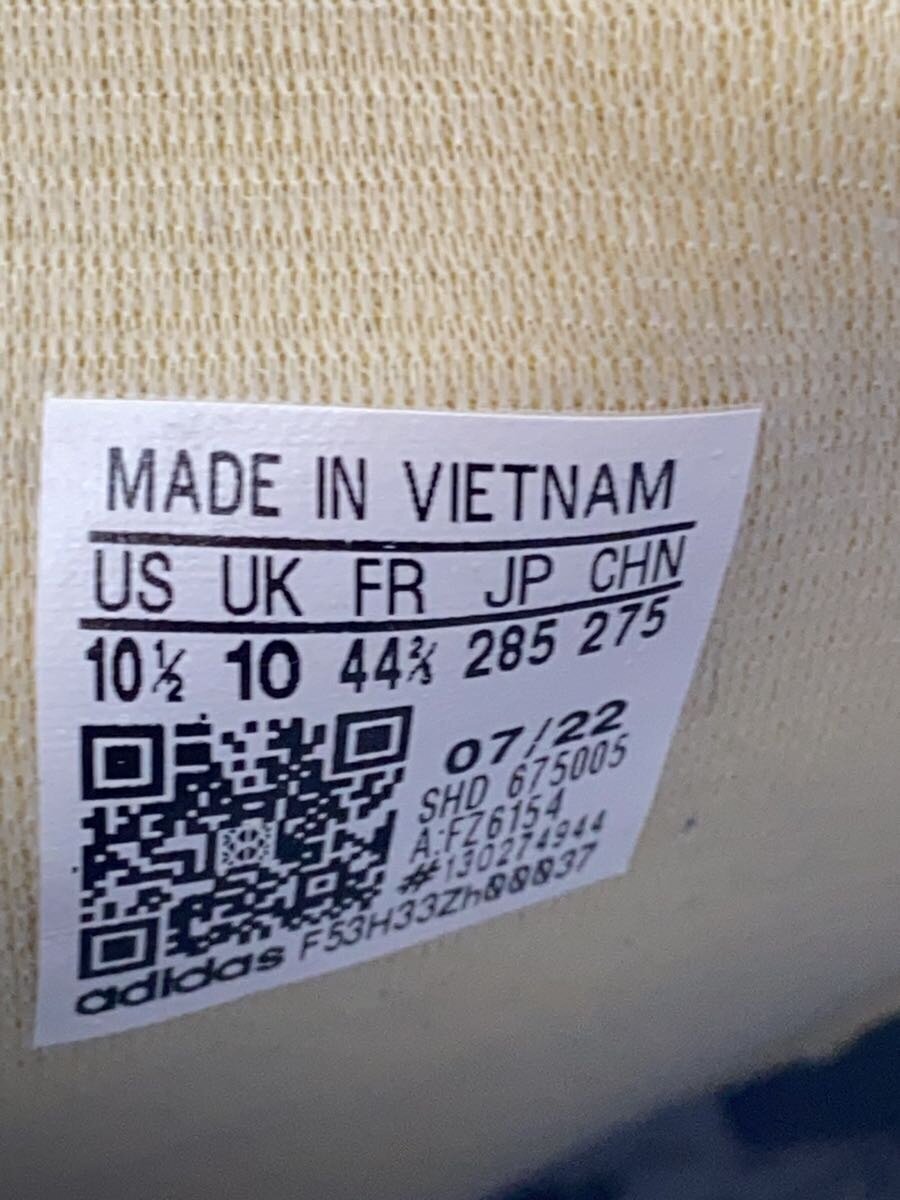 MADE IN VIETNAM
US UK FR JP CHN
10½ 10 44⅔ 285 275
07/22
SHD 675005
A:FZ6154
#130274944
adidas F53H33Zh00037